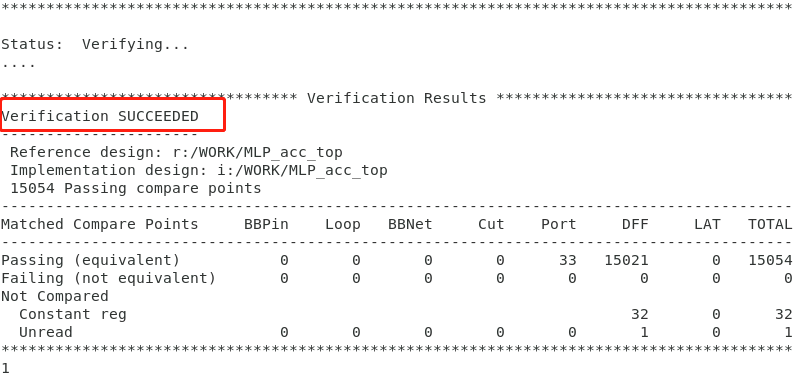 ****************************************************************************************
Status:  Verifying...
....
********************************* Verification Results *********************************
Verification SUCCEEDED
----------------------
 Reference design: r:/WORK/MLP_acc_top
 Implementation design: i:/WORK/MLP_acc_top
 15054 Passing compare points
----------------------------------------------------------------------------------------
Matched Compare Points     BBPin    Loop   BBNet     Cut    Port     DFF     LAT   TOTAL
----------------------------------------------------------------------------------------
Passing (equivalent)           0       0       0       0      33   15021       0   15054
Failing (not equivalent)       0       0       0       0       0       0       0       0
Not Compared
  Constant reg                                                        32       0      32
  Unread                       0       0       0       0       0       1       0       1
****************************************************************************************
1